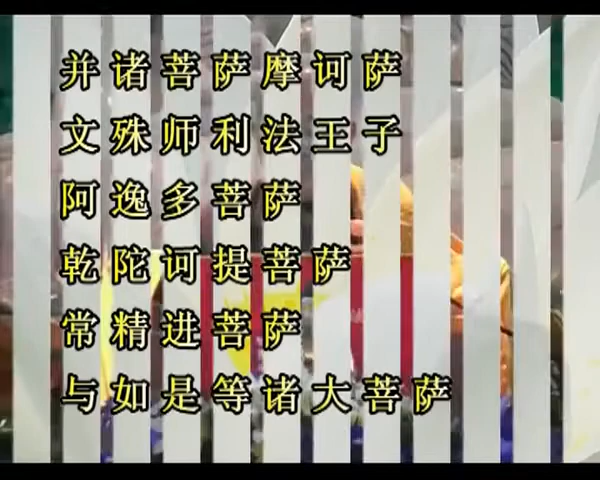 并诸菩萨摩诃萨
文殊师利法王子
阿逸多菩萨
乾陀诃提菩萨
常精进菩萨
与如是等诸大菩萨